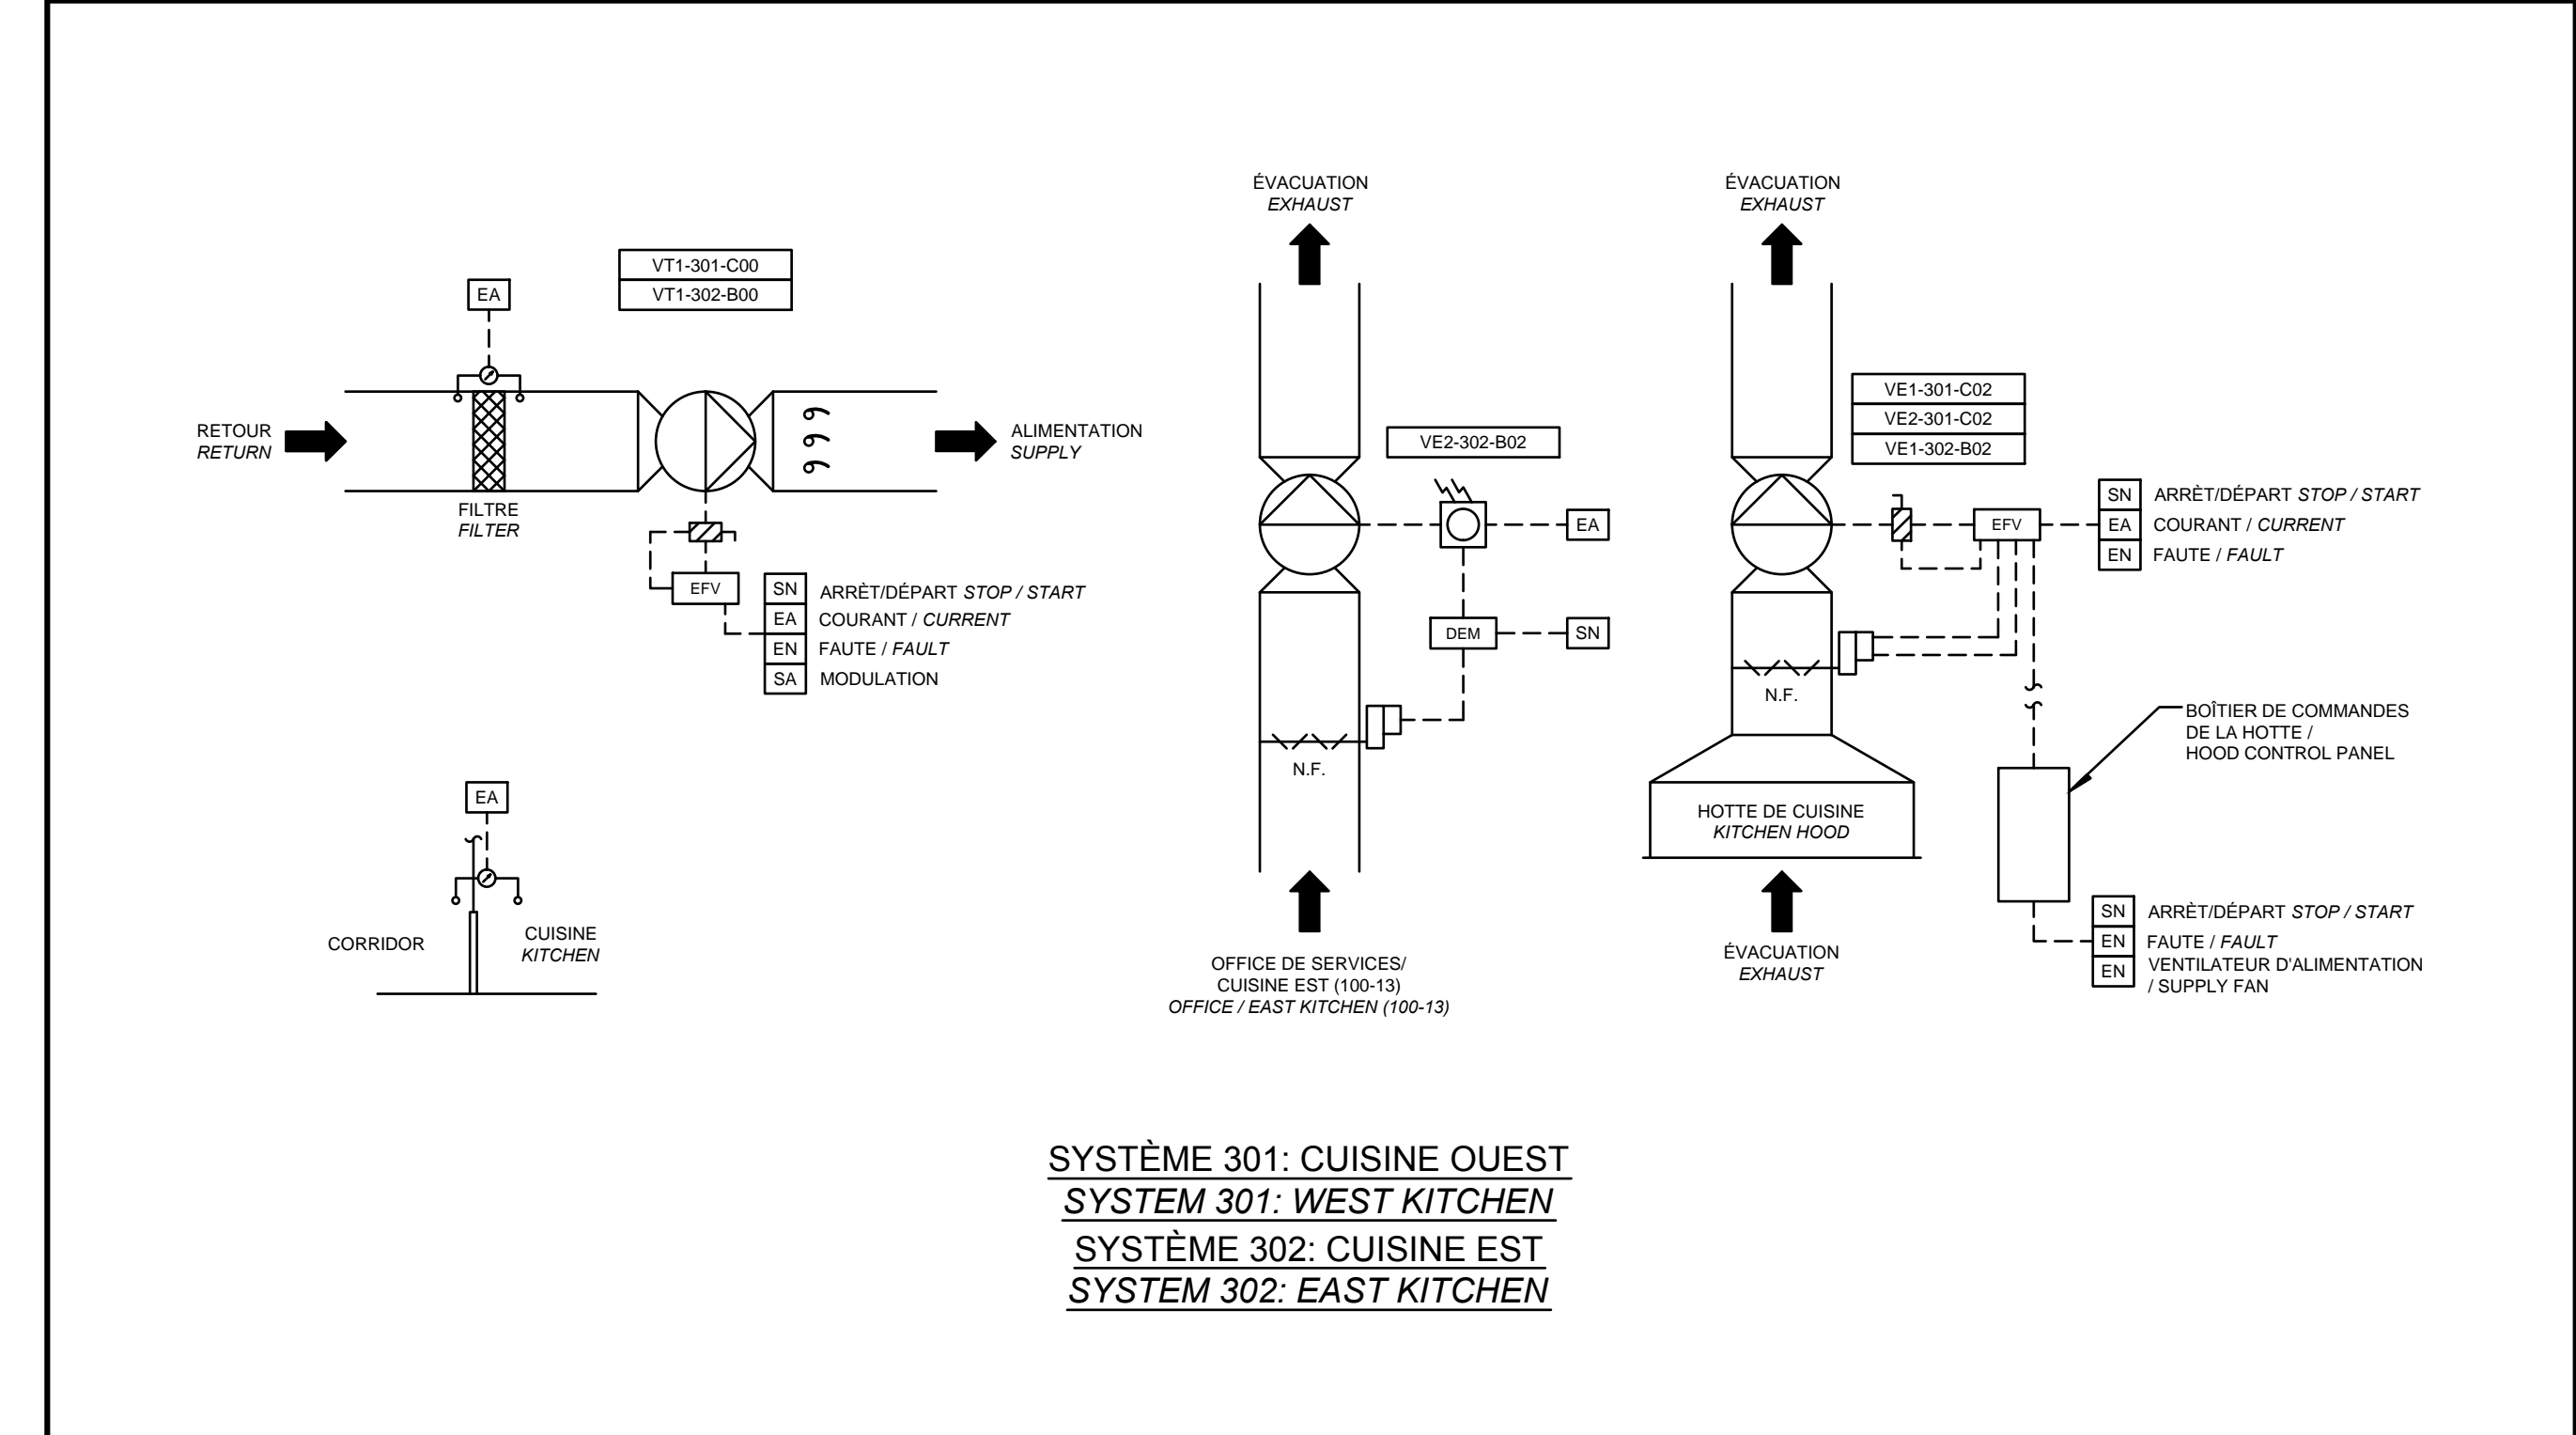 EA
VT1-301-C00
VT1-302-B00
RETOUR
RETURN
FILTRE
FILTER
ALIMENTATION
SUPPLY
EFV
SN ARRÈT/DÉPART STOP / START
EA COURANT / CURRENT
EN FAUTE / FAULT
SA MODULATION
EA
CORRIDOR
CUISINE
KITCHEN
ÉVACUATION
EXHAUST
VE2-302-B02
EA
DEM
SN
N.F.
OFFICE DE SERVICES/
CUISINE EST (100-13)
OFFICE / EAST KITCHEN (100-13)
ÉVACUATION
EXHAUST
VE1-301-C02
VE2-301-C02
VE1-302-B02
EFV
SN ARRÈT/DÉPART STOP / START
EA COURANT / CURRENT
EN FAUTE / FAULT
N.F.
BOÎTIER DE COMMANDES
DE LA HOTTE /
HOOD CONTROL PANEL
HOTTE DE CUISINE
KITCHEN HOOD
ÉVACUATION
EXHAUST
SN ARRÈT/DÉPART STOP / START
EN FAUTE / FAULT
EN VENTILATEUR D'ALIMENTATION
/ SUPPLY FAN
SYSTÈME 301: CUISINE OUEST
SYSTEM 301: WEST KITCHEN
SYSTÈME 302: CUISINE EST
SYSTEM 302: EAST KITCHEN